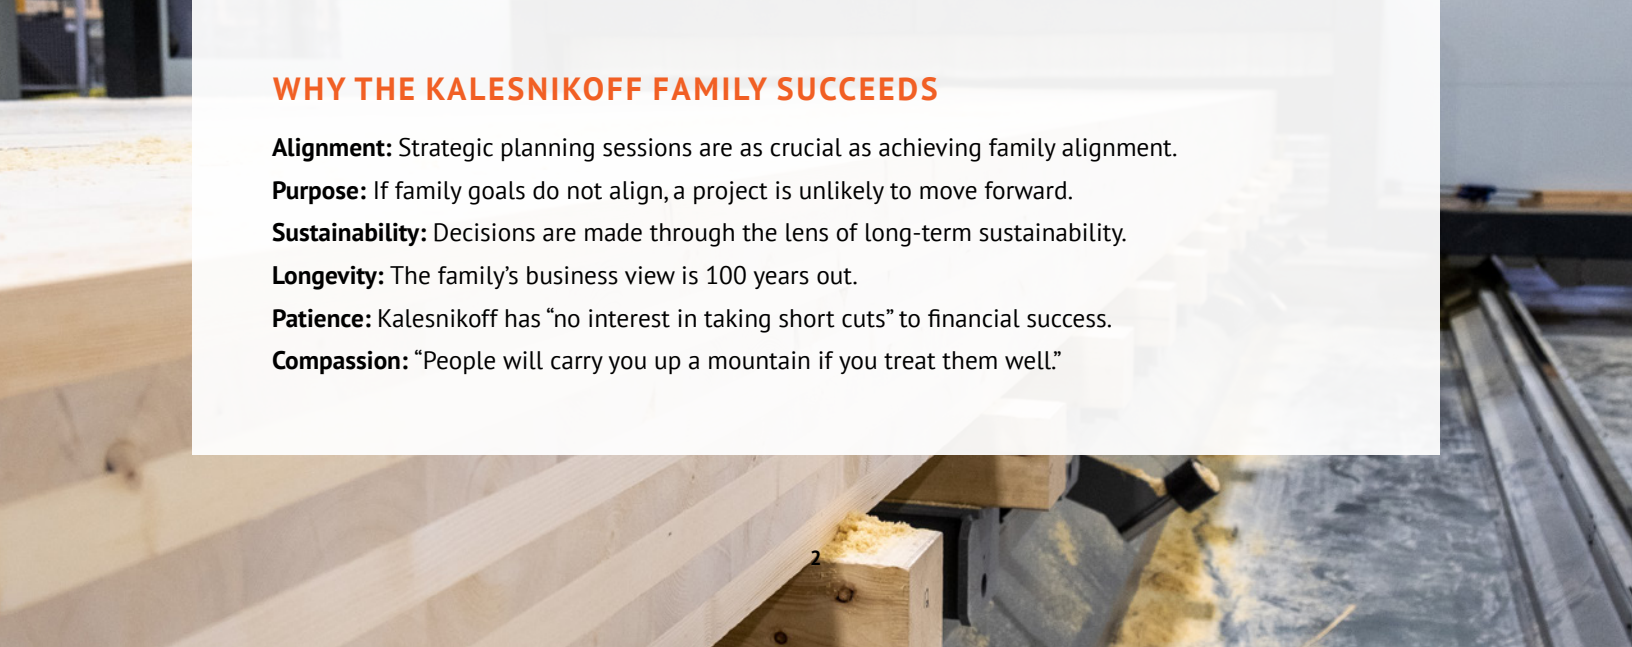 WHY THE KALESNIKOFF FAMILY SUCCEEDS
Alignment: Strategic planning sessions are as crucial as achieving family alignment.
Purpose: If family goals do not align, a project is unlikely to move forward.
Sustainability: Decisions are made through the lens of long-term sustainability.
Longevity: The family’s business view is 100 years out.
Patience: Kalesnikoff has “no interest in taking short cuts” to financial success.
Compassion: “People will carry you up a mountain if you treat them well.”
2